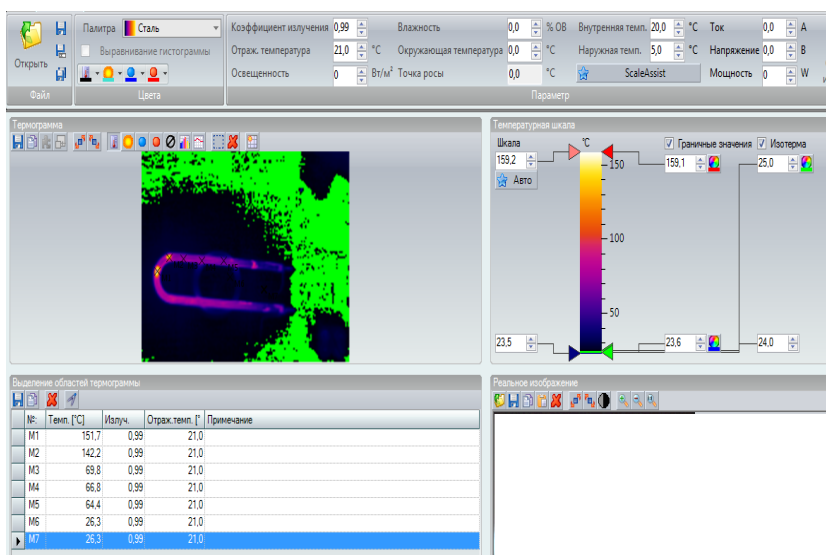 Палитра Сталь Коэффициент излучения 0,99 Влажность 0,0 % ОВ Внутренняя темп. 20,0 °C Ток 0,0 A
Открыть Выравнивание гистограммы Отраж. температура 21,0 °C Окружающая температура 0,0 °C Наружная темп. 5,0 °C Напряжение 0,0 В
Освещенность 0 Вт/м² Точка росы 0,0 °C ScaleAssist Мощность 0 W
Файл Цвета Параметр
Термограмма Температурная шкала
Шкала °C Граничные значения Изотерма
159,2 150 159,1 25,0
Авто
100
50
23,5 23,6 24,0
Выделение областей термограммы Реальное изображение
№: Темп. [°C] Излуч. Отраж.темп. [° Примечание
M1 151,7 0,99 21,0
M2 142,2 0,99 21,0
M3 69,8 0,99 21,0
M4 66,8 0,99 21,0
M5 64,4 0,99 21,0
M6 26,3 0,99 21,0
M7 26,3 0,99 21,0